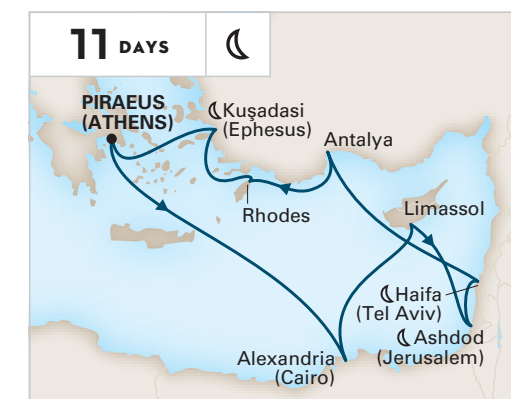 11 DAYS
PIRAEUS
(ATHENS)
Kuşadasi
(Ephesus)
Antalya
Rhodes
Limassol
Haifa
(Tel Aviv)
Ashdod
(Jerusalem)
Alexandria
(Cairo)